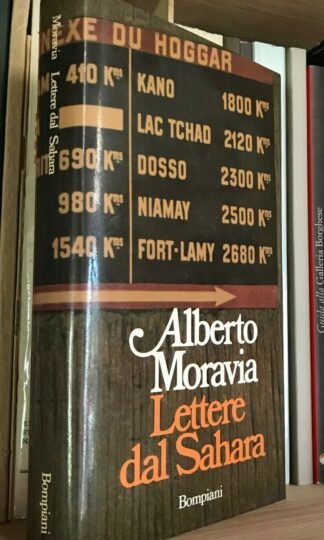 Moravia Lettere dal Sahara
Bompiani
XE DU HOGGAR
410 Kms
KANO
1800 Kms
LAC TCHAD 2120 Kms
690 Kms
DOSSO
2300 Kms
980 Kms
NIAMAY
2500 Kms
1540 Kms
FORT-LAMY 2680 Kms
Alberto
Moravia
Lettere
dal Sahara
Bompiani
Guida alla Galleria Borghese